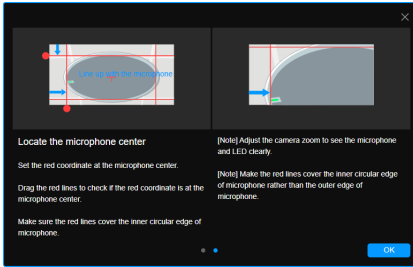 Line up with the microphone
Locate the microphone center
Set the red coordinate at the microphone center.
Drag the red lines to check if the red coordinate is at the
microphone center.
Make sure the red lines cover the inner circular edge of
microphone.
[Note] Adjust the camera zoom to see the microphone
and LED clearly.
[Note] Make the red lines cover the inner circular edge
of microphone rather than the outer edge of
microphone.
OK